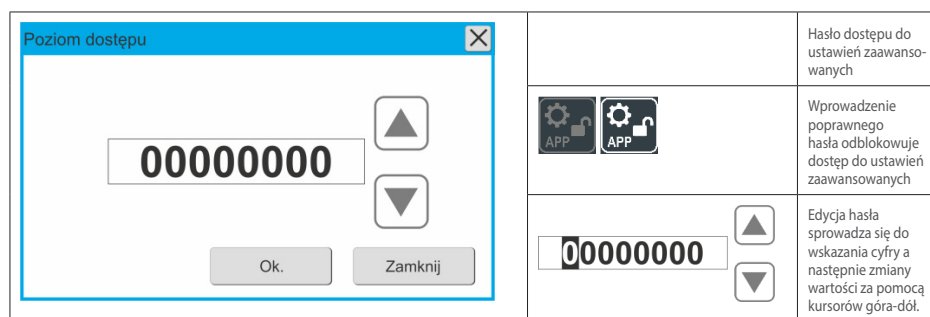 Poziom dostępu
00000000
Ok.
Zamknij
Hasło dostępu do
ustawień zaawanso-
wanych
APP
APP
Wprowadzenie
poprawnego
hasła odblokowuje
dostęp do ustawień
zaawansowanych
00000000
Edycja hasła
sprowadza się do
wskazania cyfry a
następnie zmiany
wartości za pomocą
kursorów góra-dół.